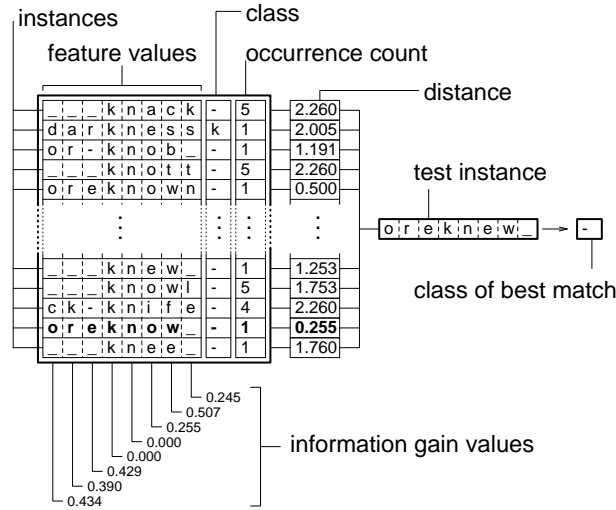 instances
class
feature values
occurrence count
distance
_ _ _ k n a c k - 5 2.260
d a r k n e s s k 1 2.005
o r - k n o b _ - 1 1.191
_ _ _ k n o t t - 5 2.260
o r e k n o w n - 1 0.500
test instance
o r e k n e w _ -
class of best match
_ _ _ k n e w _ - 1 1.253
_ _ _ k n o w l - 5 1.753
c k - k n i f e - 4 2.260
o r e k n o w _ - 1 0.255
_ _ _ k n e e _ - 1 1.760
0.245
0.507
0.255
0.000
0.000
0.429
0.390
0.434
information gain values